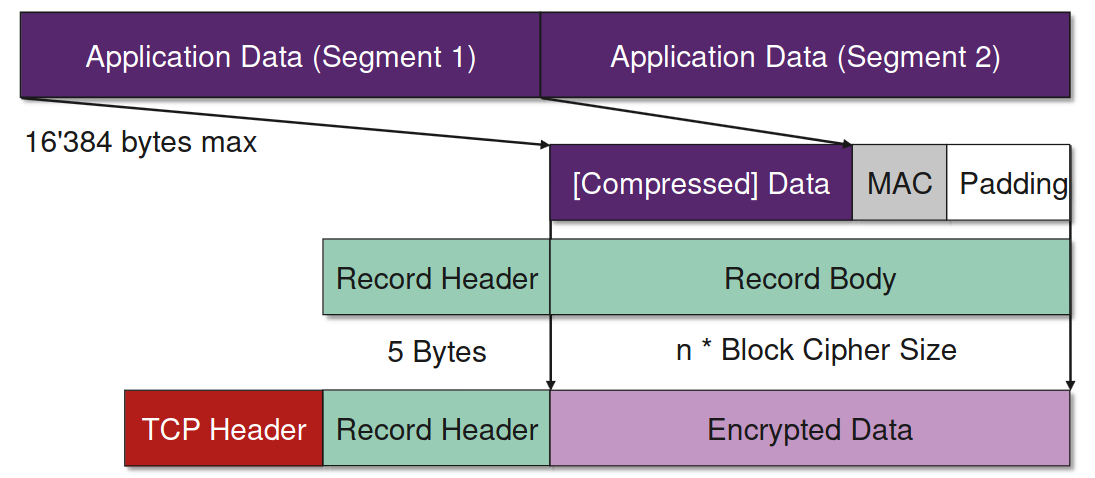 Application Data (Segment 1)
Application Data (Segment 2)
16'384 bytes max
[Compressed] Data
MAC
Padding
Record Header
Record Body
5 Bytes
n * Block Cipher Size
TCP Header
Record Header
Encrypted Data